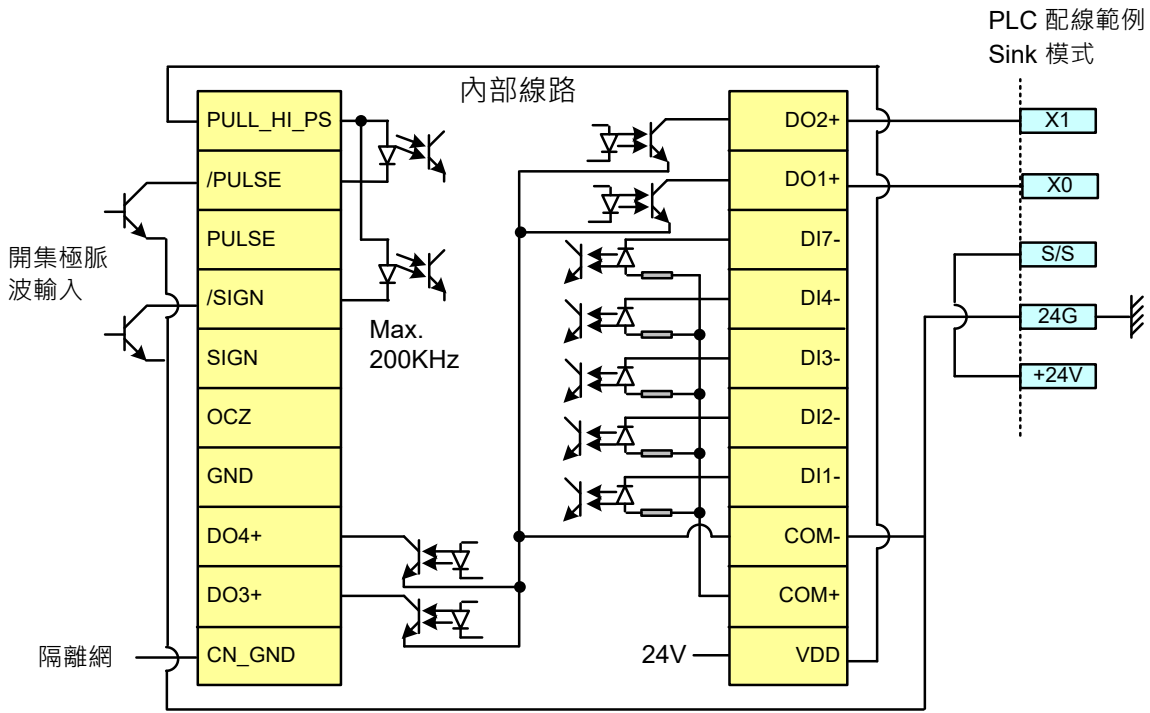 PLC 配線範例
Sink 模式
內部線路
PULL_HI_PS
/PULSE
PULSE
/SIGN
SIGN
OCZ
GND
DO4+
DO3+
CN_GND
開集極脈
波輸入
隔離網
Max.
200KHz
DO2+
DO1+
DI7-
DI4-
DI3-
DI2-
DI1-
COM-
COM+
VDD
24V
X1
X0
S/S
24G
+24V